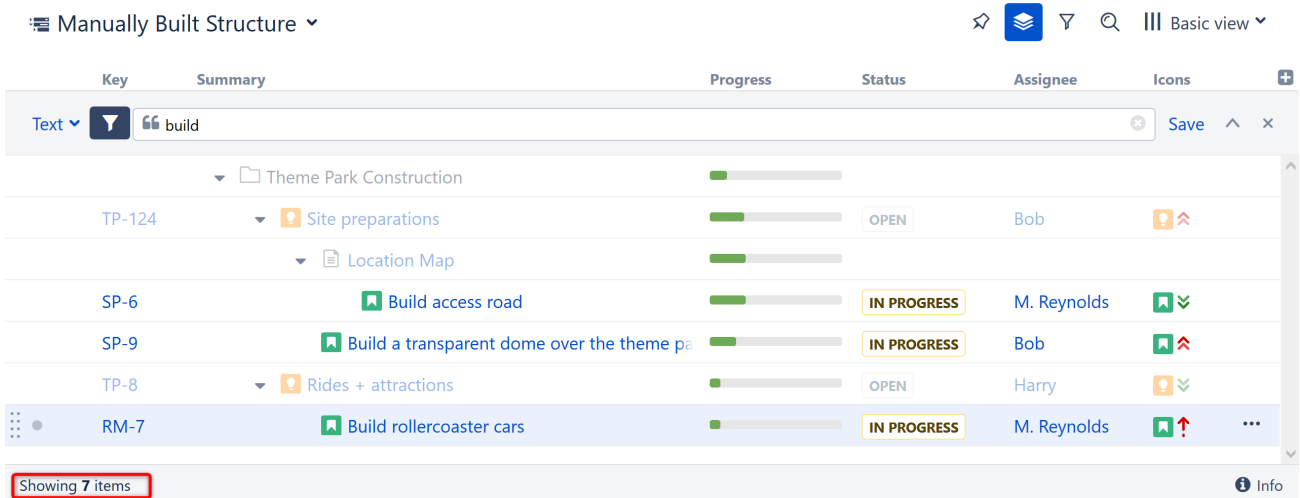 Manually Built Structure
Basic view
Key Summary Progress Status Assignee Icons
Text build Save
Theme Park Construction
TP-124 Site preparations OPEN Bob
Location Map
SP-6 Build access road IN PROGRESS M. Reynolds
SP-9 Build a transparent dome over the theme pa IN PROGRESS Bob
TP-8 Rides + attractions OPEN Harry
RM-7 Build rollercoaster cars IN PROGRESS M. Reynolds
Showing 7 items
Info